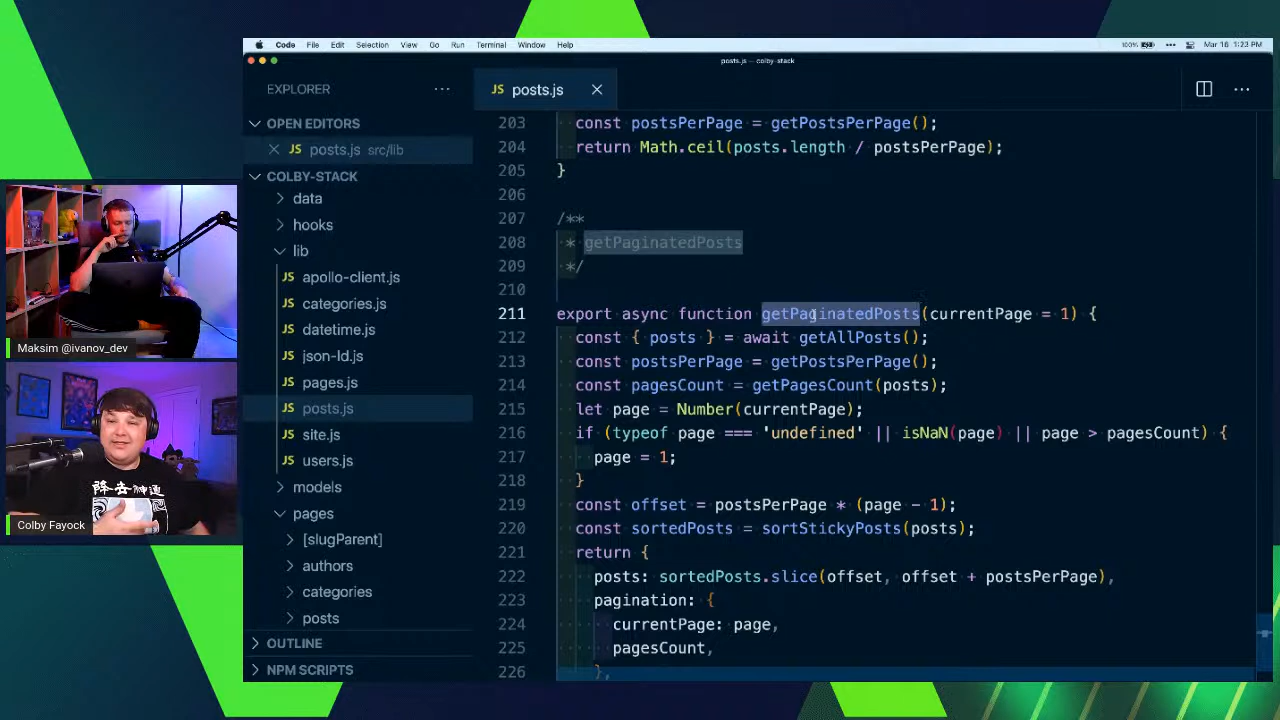 Code File Edit Selection View Go Run Terminal Window Help
100% Mar 16 1:23 PM
posts.js — colby-stack
EXPLORER
JS posts.js
OPEN EDITORS
JS posts.js src/lib
COLBY-STACK
data
hooks
lib
JS apollo-client.js
JS categories.js
JS datetime.js
JS json-ld.js
JS pages.js
JS posts.js
JS site.js
JS users.js
models
pages
[slugParent]
authors
categories
posts
OUTLINE
NPM SCRIPTS
203 const postsPerPage = getPostsPerPage();
204 return Math.ceil(posts.length / postsPerPage);
205 }
206
207 /**
208 * getPaginatedPosts
209 */
210
211 export async function getPaginatedPosts(currentPage = 1) {
212 const { posts } = await getAllPosts();
213 const postsPerPage = getPostsPerPage();
214 const pagesCount = getPagesCount(posts);
215 let page = Number(currentPage);
216 if (typeof page === 'undefined' || isNaN(page) || page > pagesCount) {
217 page = 1;
218 }
219 const offset = postsPerPage * (page - 1);
220 const sortedPosts = sortStickyPosts(posts);
221 return {
222 posts: sortedPosts.slice(offset, offset + postsPerPage),
223 pagination: {
224 currentPage: page,
225 pagesCount,
226 },
Maksim @ivanov_dev
Colby Fayock